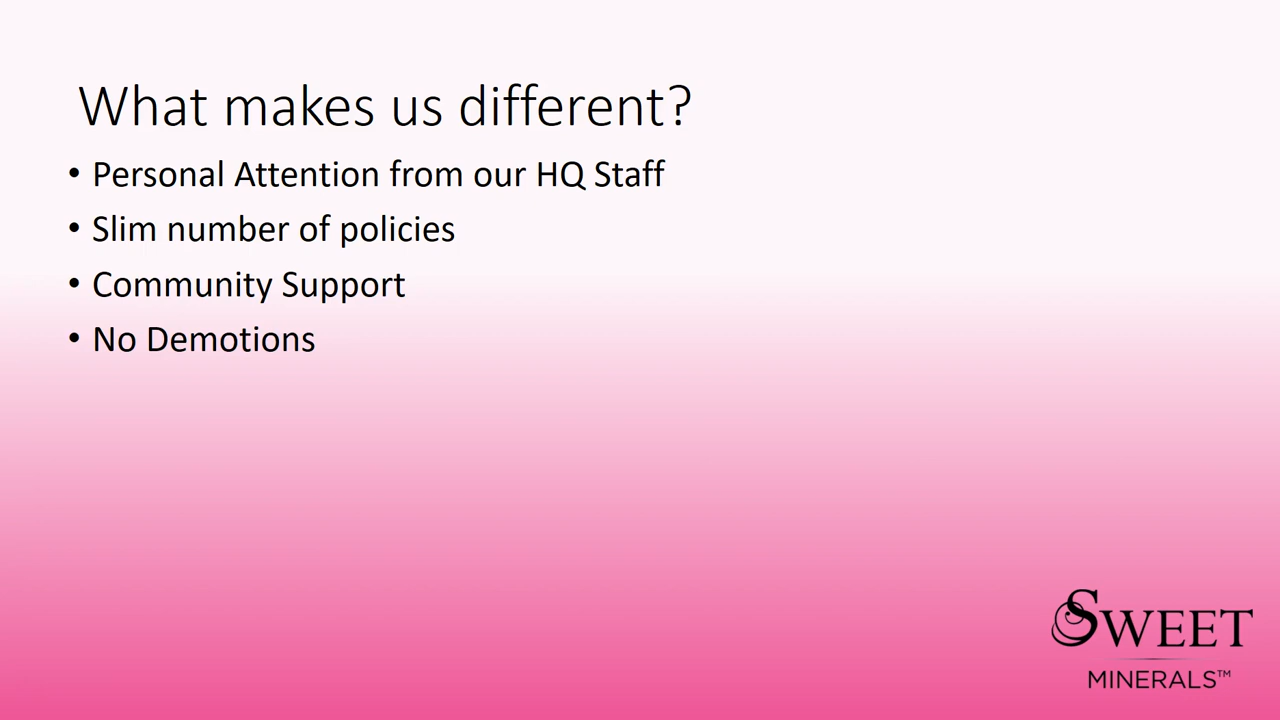 What makes us different?
• Personal Attention from our HQ Staff
• Slim number of policies
• Community Support
• No Demotions
SWEET
MINERALS™